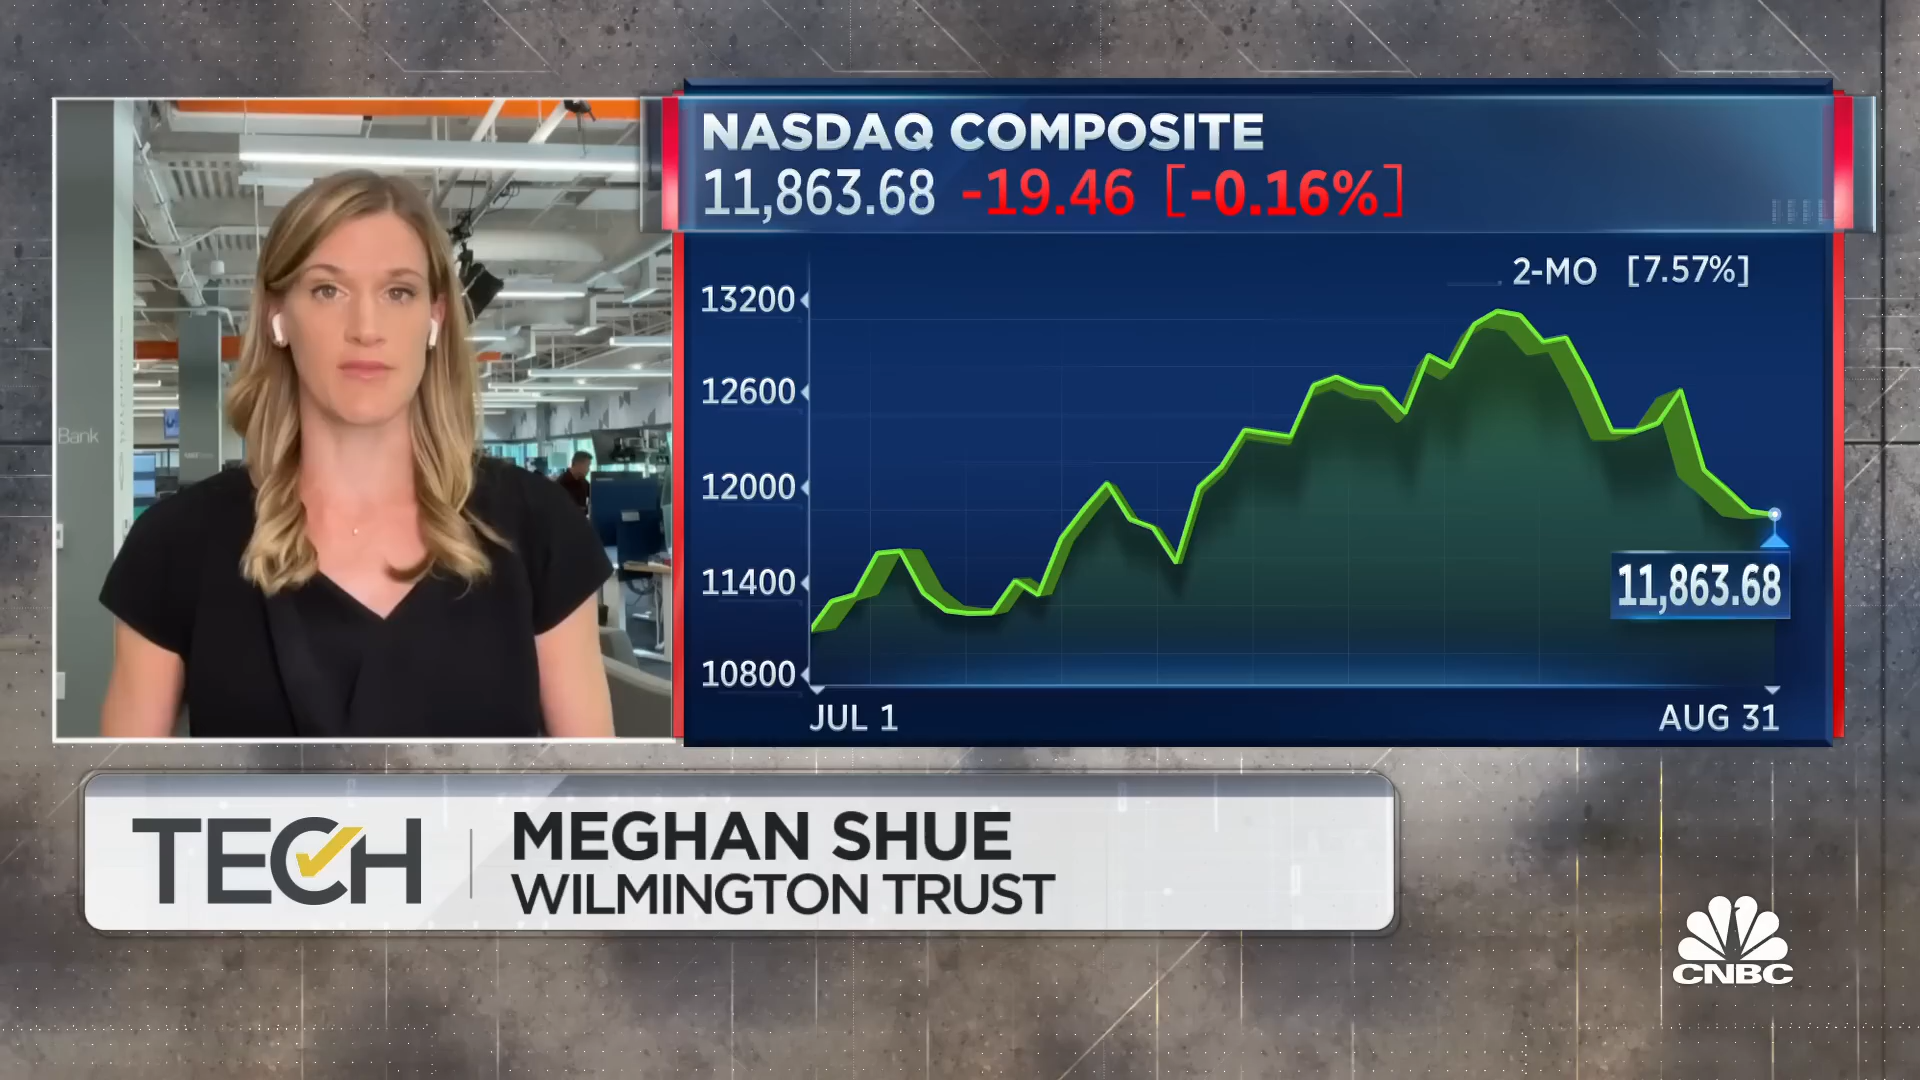 Bank
NASDAQ COMPOSITE
11,863.68 -19.46 [-0.16%]
2-MO [7.57%]
13200
12600
12000
11400
10800
JUL 1
AUG 31
11,863.68
TECH
MEGHAN SHUE
WILMINGTON TRUST
CNBC